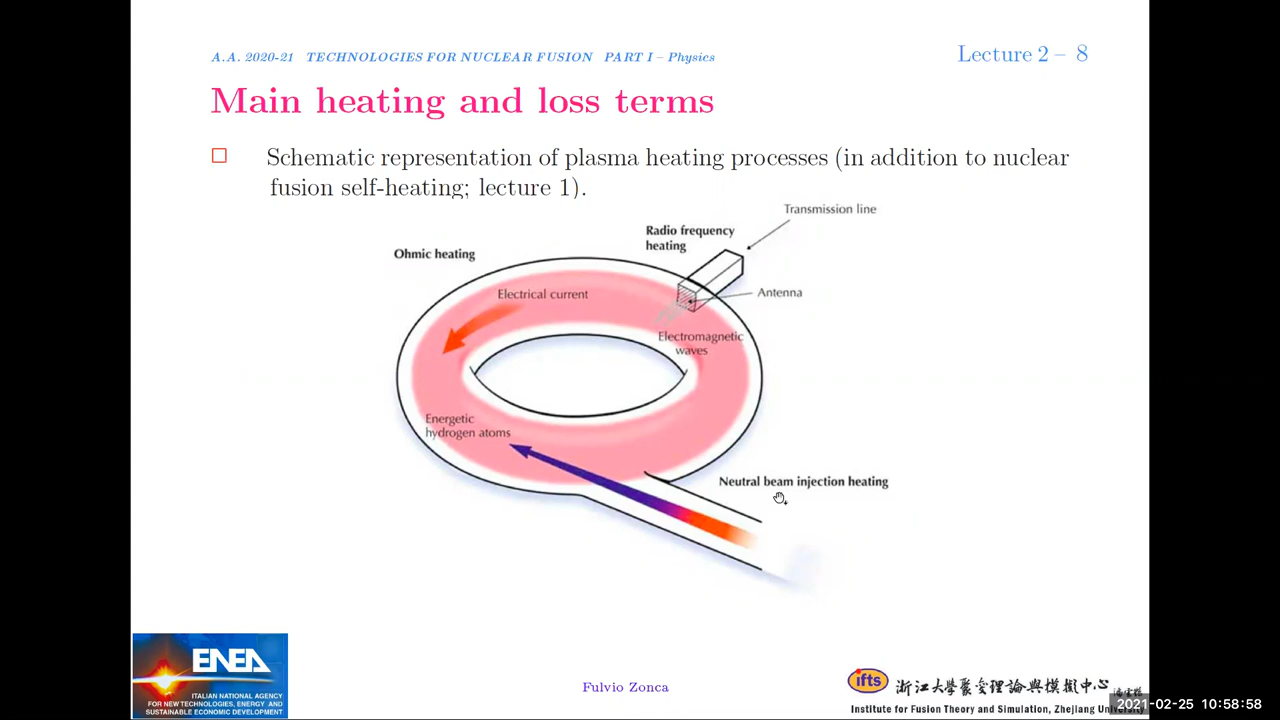 A.A. 2020-21 TECHNOLOGIES FOR NUCLEAR FUSION PART I – Physics
Lecture 2 – 8
Main heating and loss terms
Schematic representation of plasma heating processes (in addition to nuclear
fusion self-heating; lecture 1).
Transmission line
Radio frequency
heating
Ohmic heating
Electrical current
Antenna
Electromagnetic
waves
Energetic
hydrogen atoms
Neutral beam injection heating
ENEA
ITALIAN NATIONAL AGENCY
FOR NEW TECHNOLOGIES, ENERGY AND
SUSTAINABLE ECONOMIC DEVELOPMENT
Fulvio Zonca
ifts
浙江大學聚变理論與模擬中心
Institute for Fusion Theory and Simulation, Zhejiang University
2021-02-25 10:58:58